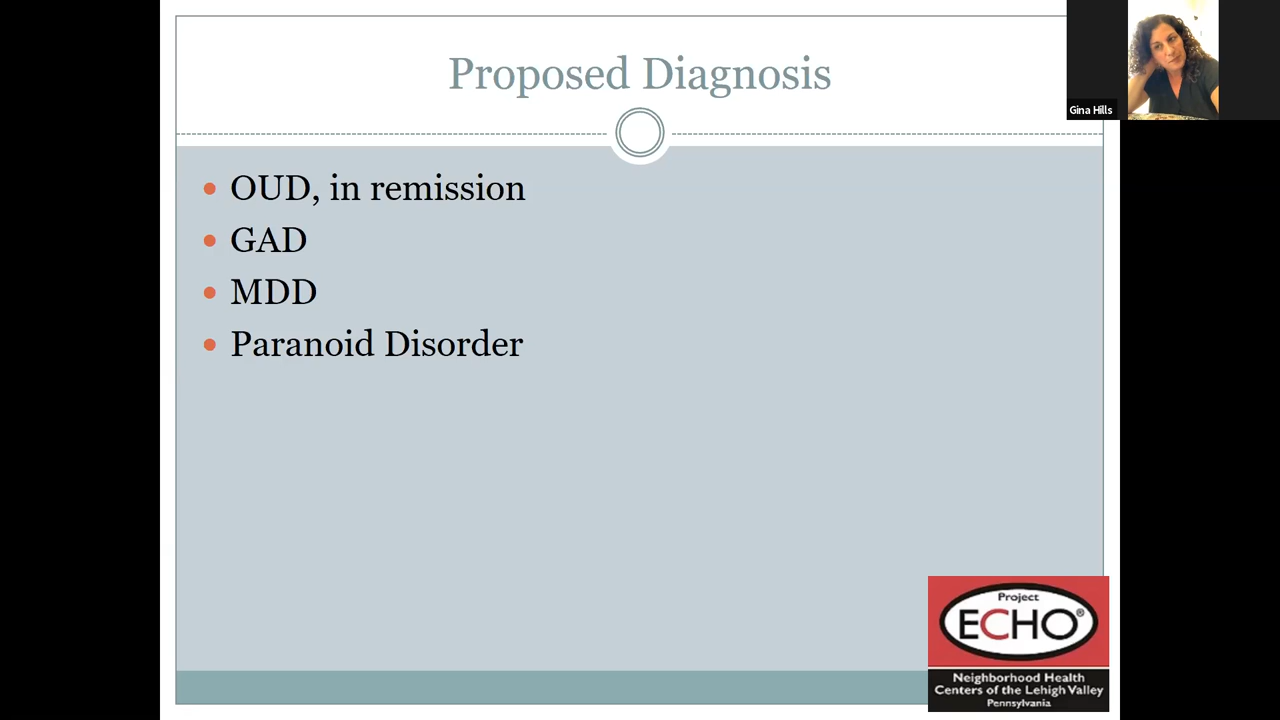 Proposed Diagnosis
Gina Hills
OUD, in remission
GAD
MDD
Paranoid Disorder
Project
ECHO®
Neighborhood Health
Centers of the Lehigh Valley
Pennsylvania